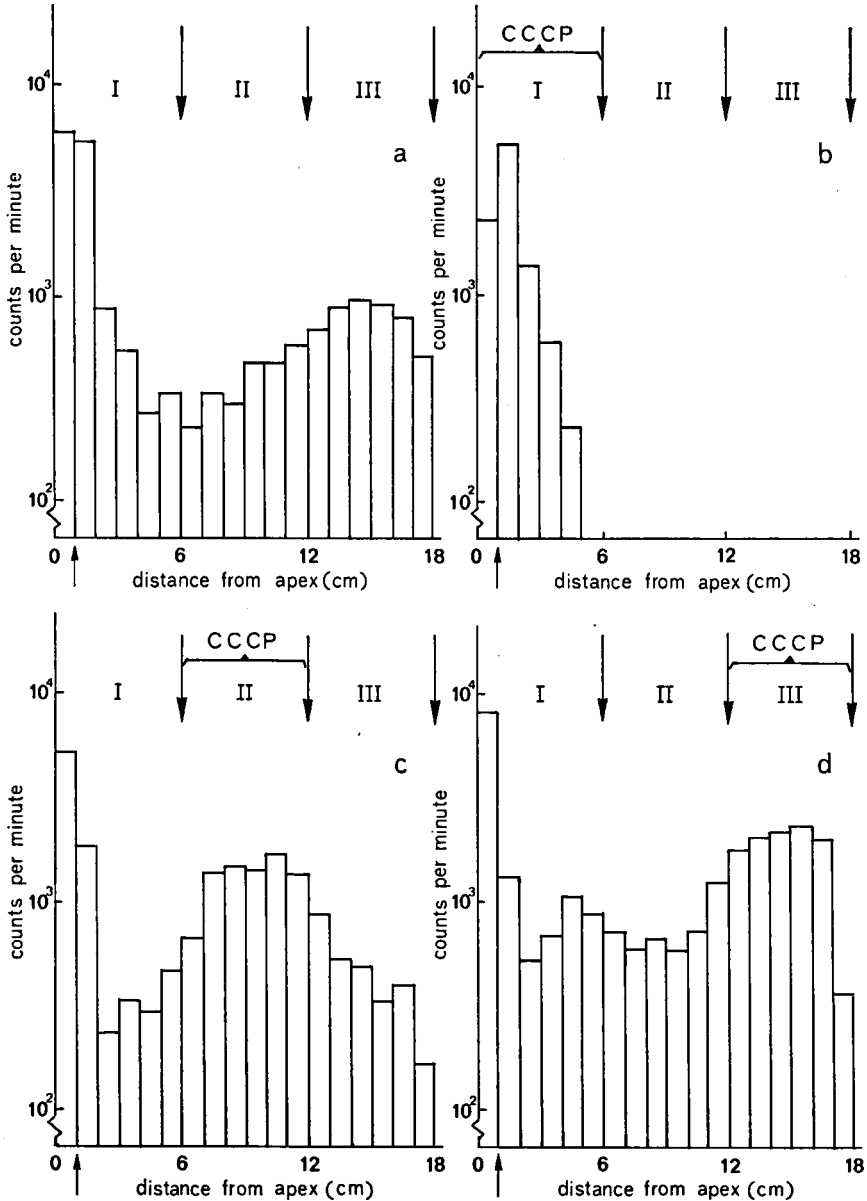 10⁴
I II III
a
counts per minute
10³
10²
0 6 12 18
distance from apex (cm)
CCCP
10⁴
I II III
b
counts per minute
10³
10²
0 6 12 18
distance from apex (cm)
CCCP
10⁴
I II III
c
counts per minute
10³
10²
0 6 12 18
distance from apex (cm)
CCCP
10⁴
I II III
d
counts per minute
10³
10²
0 6 12 18
distance from apex (cm)